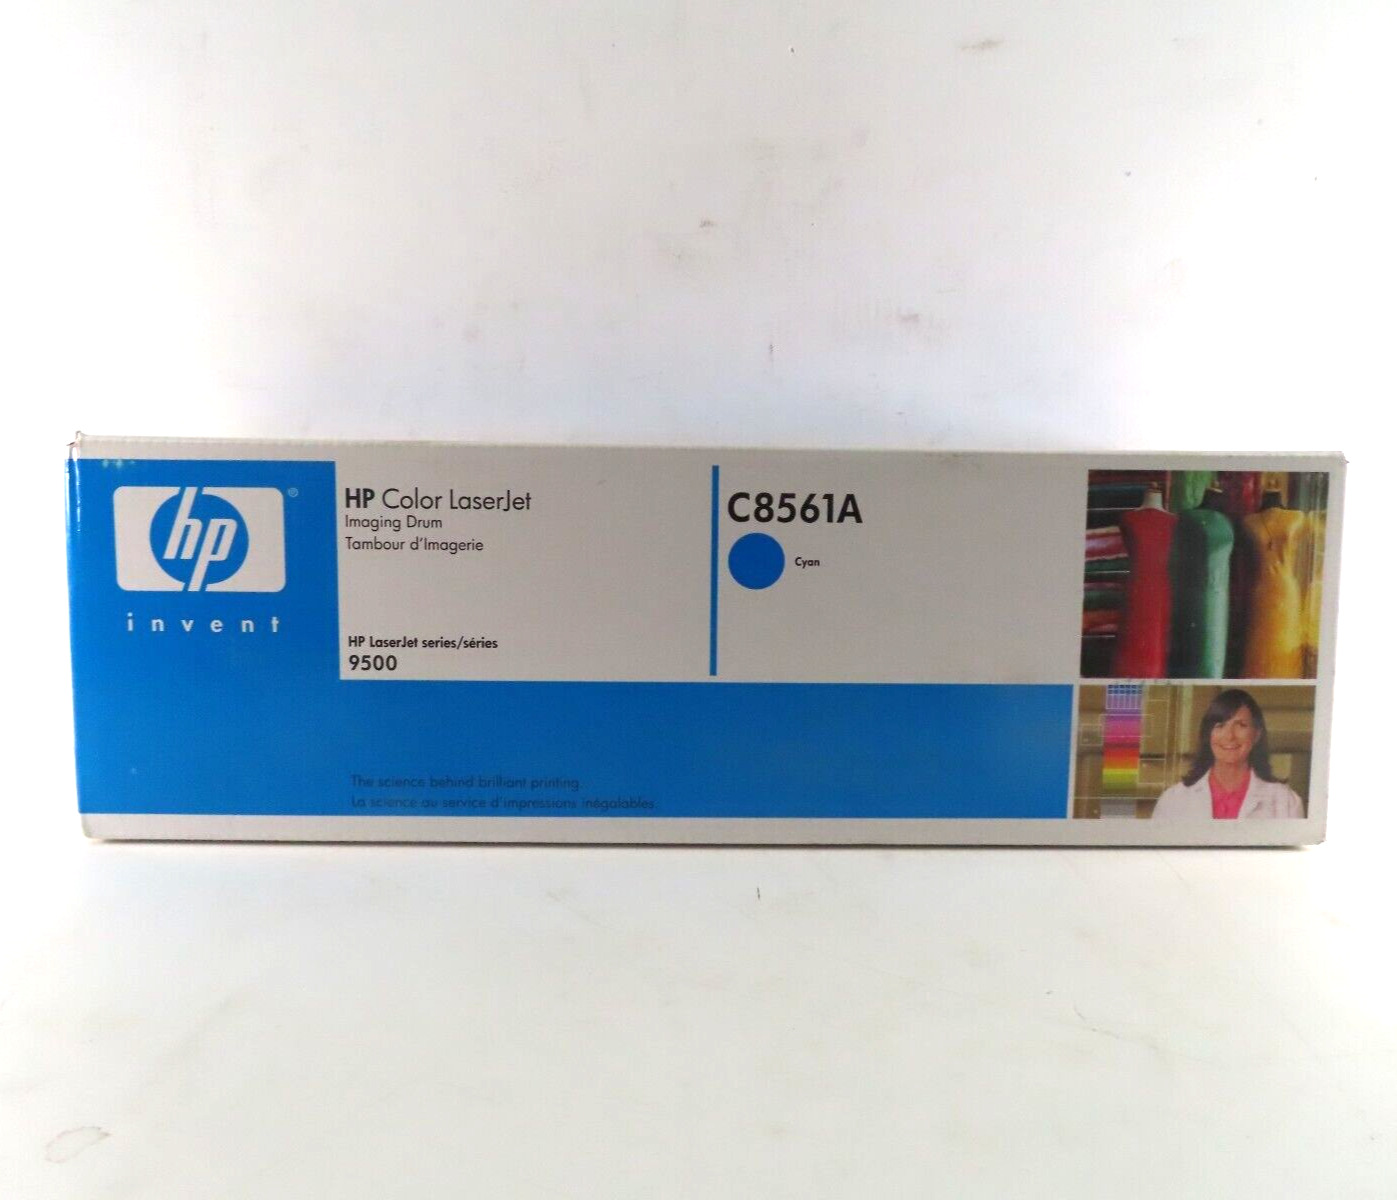 hp®
invent
HP Color LaserJet
Imaging Drum
Tambour d'Imagerie
HP LaserJet series/séries
9500
C8561A
Cyan
The science behind brilliant printing.
La science au service d'impressions inégalables.